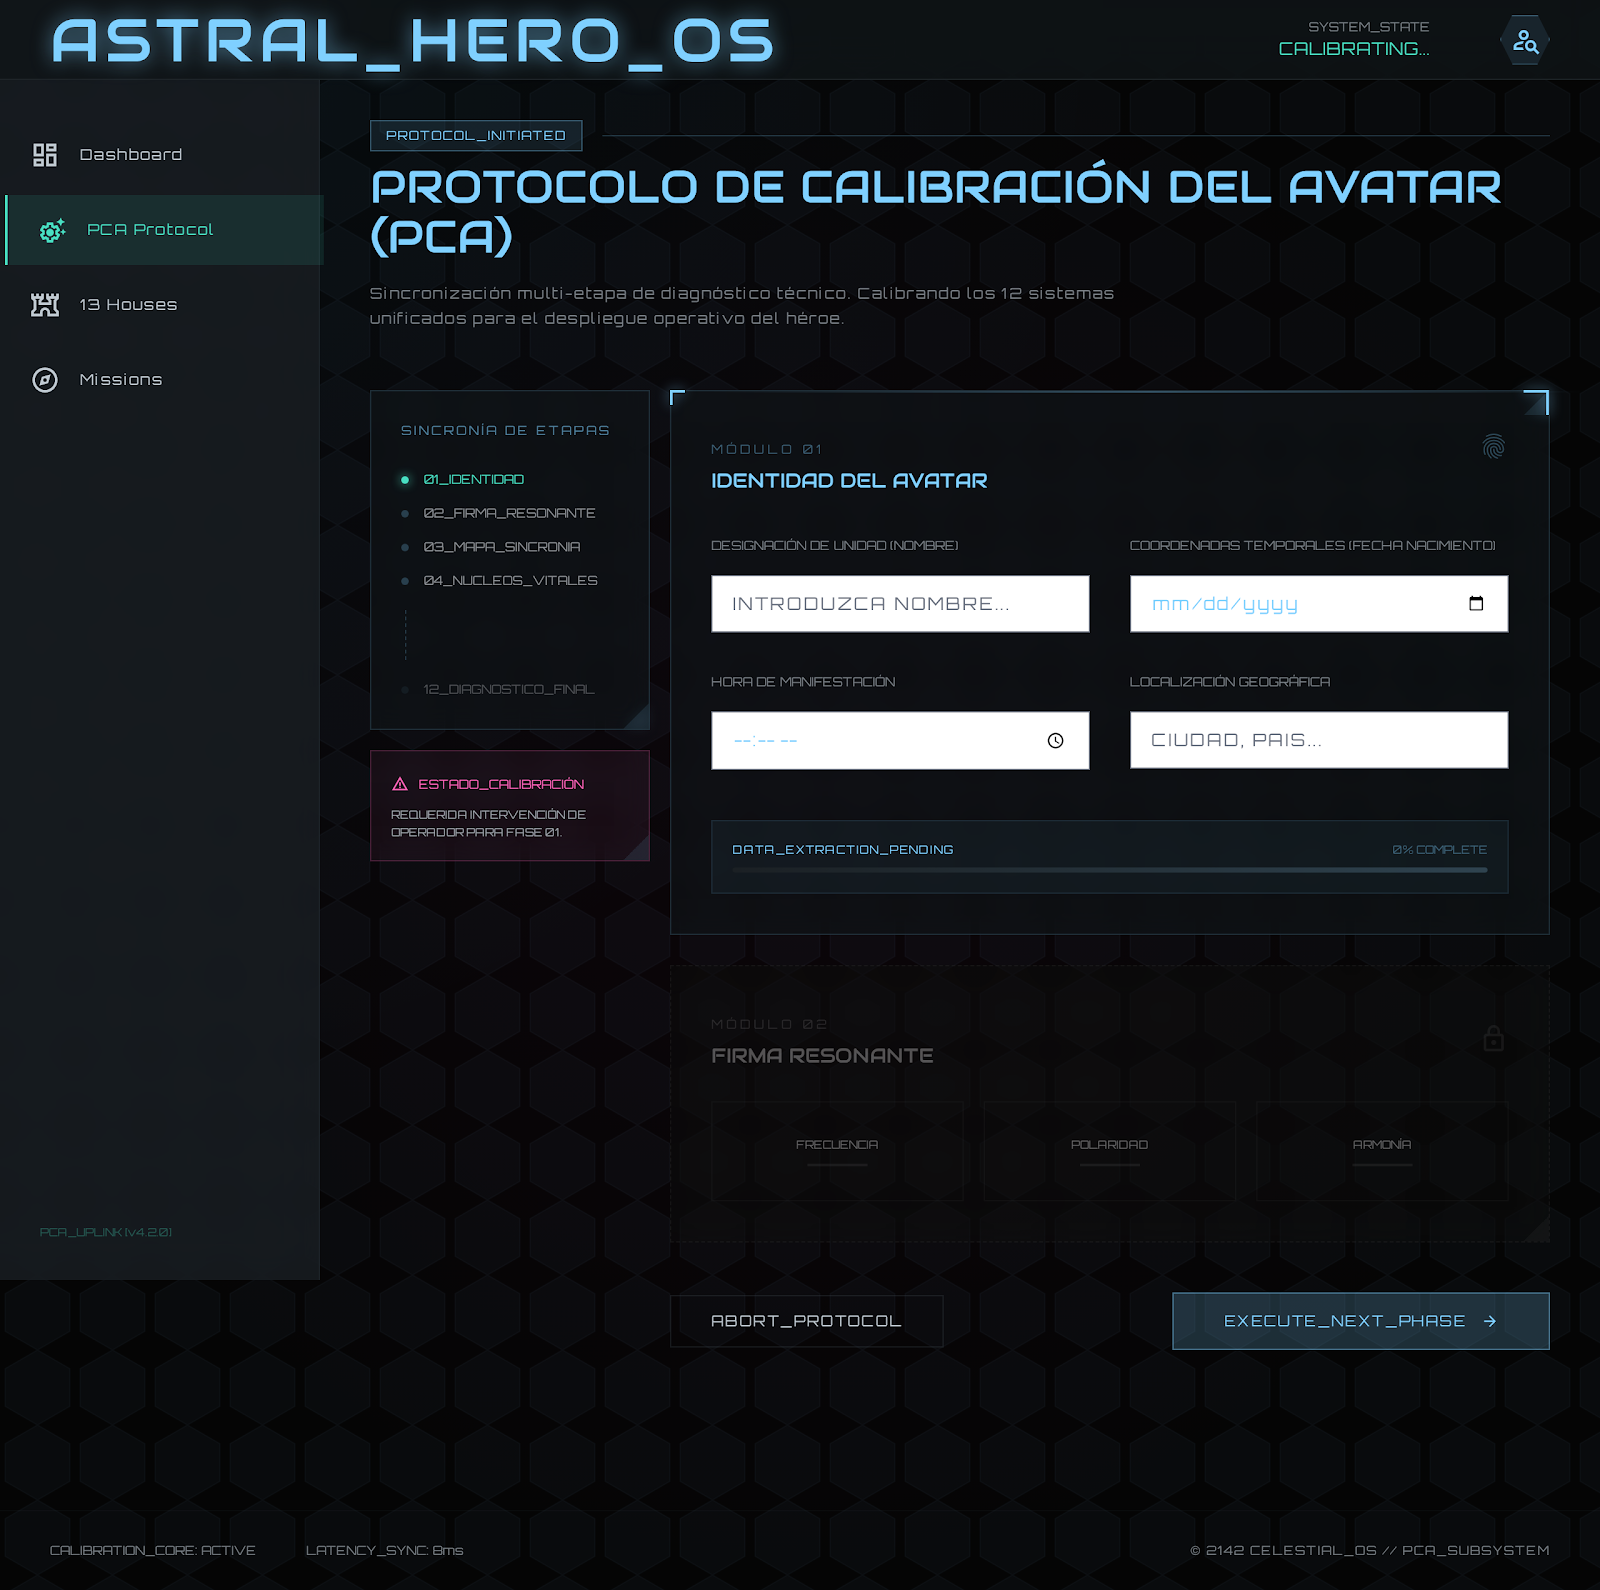 ASTRAL_HERO_OS
SYSTEM_STATE
CALIBRATING...
Dashboard
PCA Protocol
13 Houses
Missions
PCA_UPLINK [v4.2.0]
PROTOCOL_INITIATED
PROTOCOLO DE CALIBRACIÓN DEL AVATAR
(PCA)
Sincronización multi-etapa de diagnóstico técnico. Calibrando los 12 sistemas
unificados para el despliegue operativo del héroe.
SINCRONÍA DE ETAPAS
01_IDENTIDAD
02_FIRMA_RESONANTE
03_MAPA_SINCRONIA
04_NUCLEOS_VITALES
12_DIAGNOSTICO_FINAL
ESTADO_CALIBRACIÓN
REQUERIDA INTERVENCIÓN DE
OPERADOR PARA FASE 01.
MÓDULO 01
IDENTIDAD DEL AVATAR
DESIGNACIÓN DE UNIDAD (NOMBRE)
INTRODUZCA NOMBRE...
COORDENADAS TEMPORALES (FECHA NACIMIENTO)
mm/dd/yyyy
HORA DE MANIFESTACIÓN
--:-- --
LOCALIZACIÓN GEOGRÁFICA
CIUDAD, PAIS...
DATA_EXTRACTION_PENDING
0% COMPLETE
MÓDULO 02
FIRMA RESONANTE
FRECUENCIA
POLARIDAD
ARMONÍA
ABORT_PROTOCOL
EXECUTE_NEXT_PHASE →
CALIBRATION_CORE: ACTIVE
LATENCY_SYNC: 8ms
© 2142 CELESTIAL_OS // PCA_SUBSYSTEM